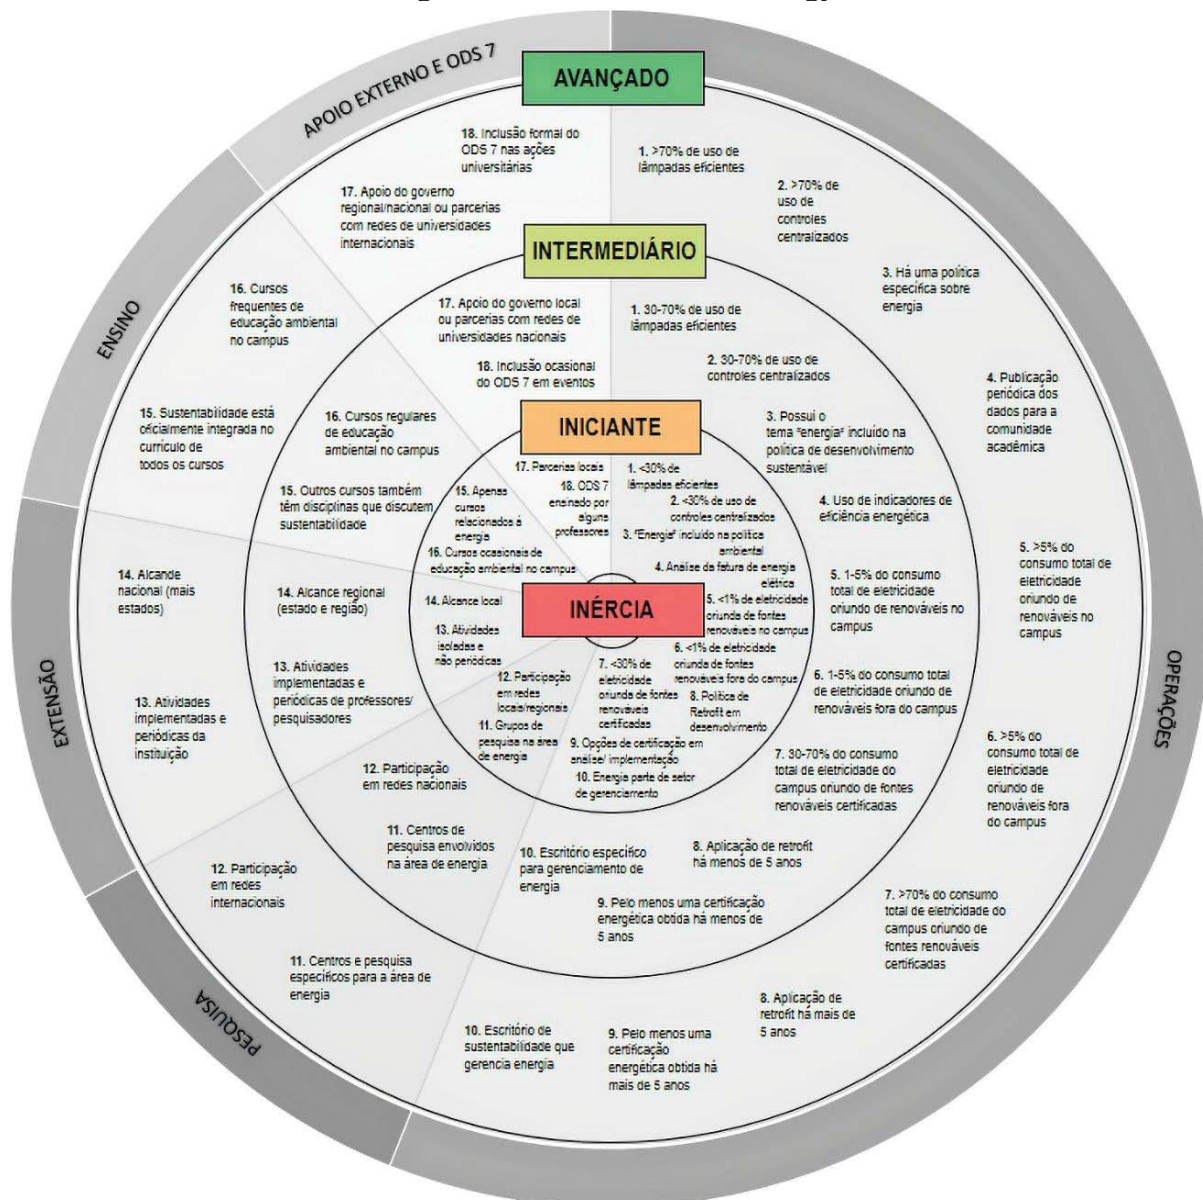 AVANÇADO
APOIO EXTERNO E ODS 7
18. Inclusão formal do
ODS 7 nas ações
universitárias
17. Apoio do governo
regional/nacional ou parcerias
com redes de universidades
internacionais
1. >70% de uso de
lâmpadas eficientes
2. >70% de
uso de
controles
centralizados
3. Há uma política
específica sobre
energia
4. Publicação
periódica dos
dados para a
comunidade
acadêmica
5. >5% do
consumo total de
eletricidade
oriundo de
renováveis no
campus
OPERAÇÕES
6. >5% do
consumo total de
eletricidade
oriundo de
renováveis fora
do campus
7. >70% do consumo
total de eletricidade do
campus oriundo de
fontes renováveis
certificadas
8. Aplicação de
retrofit há mais de
5 anos
9. Pelo menos uma
certificação
energética obtida há
mais de 5 anos
10. Escritório de
sustentabilidade que
gerencia energia
PESQUISA
11. Centros e pesquisa
específicos para a área de
energia
12. Participação
em redes
internacionais
EXTENSÃO
13. Atividades
implementadas e
periódicas da
instituição
14. Alcande
nacional (mais
estados)
ENSINO
15. Sustentabilidade está
oficialmente integrada no
currículo de
todos os cursos
16. Cursos
frequentes de
educação ambiental
no campus
INTERMEDIÁRIO
17. Apoio do governo local
ou parcerias com redes de
universidades nacionais
18. Inclusão ocasional
do ODS 7 em eventos
1. 30-70% de uso de
lâmpadas eficientes
2. 30-70% de uso de
controles centralizados
3. Possui o
tema "energia" incluído na
política de desenvolvimento
sustentável
4. Uso de indicadores de
eficiência energética
5. 1-5% do consumo
total de eletricidade
oriundo de renováveis no
campus
6. 1-5% do consumo total
de eletricidade oriundo de
renováveis fora do campus
7. 30-70% do consumo
total de eletricidade do
campus oriundo de fontes
renováveis certificadas
8. Aplicação de retrofit
há menos de 5 anos
9. Pelo menos uma certificação
energética obtida há menos de
5 anos
10. Escritório específico
para gerenciamento de
energia
11. Centros de
pesquisa envolvidos
na área de energia
12. Participação
em redes nacionais
13. Atividades
implementadas e
periódicas de professores/
pesquisadores
14. Alcance regional
(estado e região)
15. Outros cursos também
têm disciplinas que discutem
sustentabilidade
16. Cursos regulares
de educação
ambiental no campus
INICIANTE
17. Parcerias locais
18. ODS 7
ensinado por
alguns
professores
1. <30% de
lâmpadas eficientes
2. <30% de uso de
controles centralizados
3. "Energia" incluído na política
ambiental
4. Análise da fatura de energia
elétrica
5. <1% de eletricidade
oriunda de fontes
renováveis no campus
6. <1% de eletricidade
oriunda de fontes
renováveis fora do campus
7. <30% de
eletricidade
oriunda de fontes
renováveis
certificadas
8. Política de
Retrofit em
desenvolvimento
9. Opções de certificação em
análise/ implementação
10. Energia parte de setor
de gerenciamento
11. Grupos de
pesquisa na área
de energia
12. Participação
em redes
locais/regionais
13. Atividades
isoladas e
não periódicas
14. Alcance local
15. Apenas
cursos
relacionados à
energia
16. Cursos ocasionais de
educação ambiental no campus
INÉRCIA